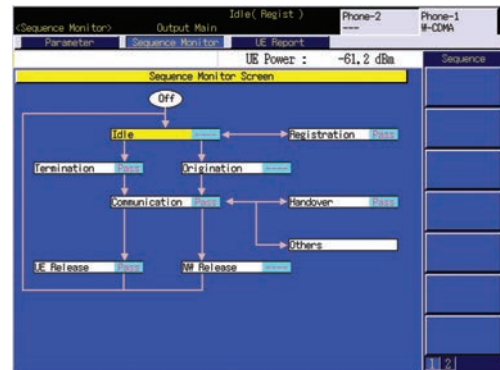 Idle( Regist )
Phone-2
Phone-1
<Sequence Monitor>
Output Main
----
W-CDMA
Parameter
Sequence Monitor
UE Report
UE Power : -61.2 dBm
Sequence
Sequence Monitor Screen
Off
Idle ----
Registration Pass
Termination Pass
Origination ----
Communication Pass
Handover Pass
Others
UE Release Pass
NW Release ----
1 2